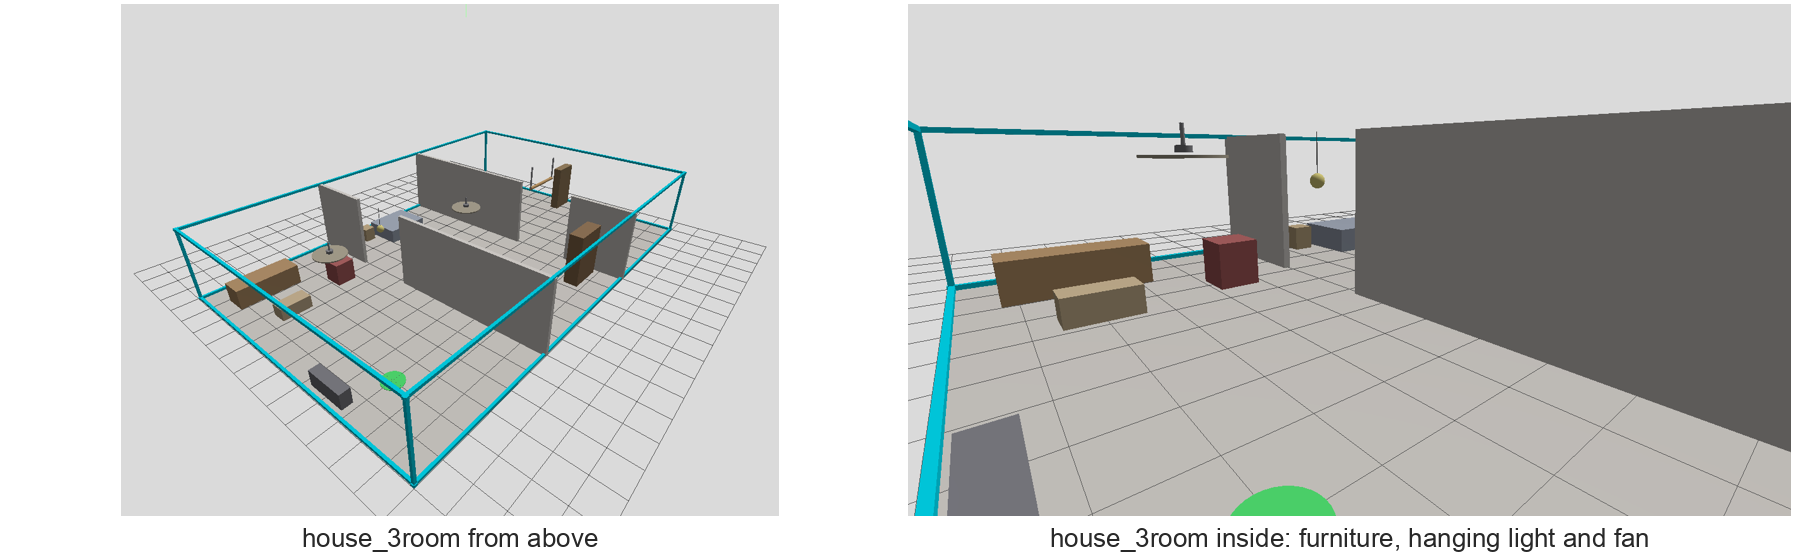 house_3room from above
house_3room inside: furniture, hanging light and fan